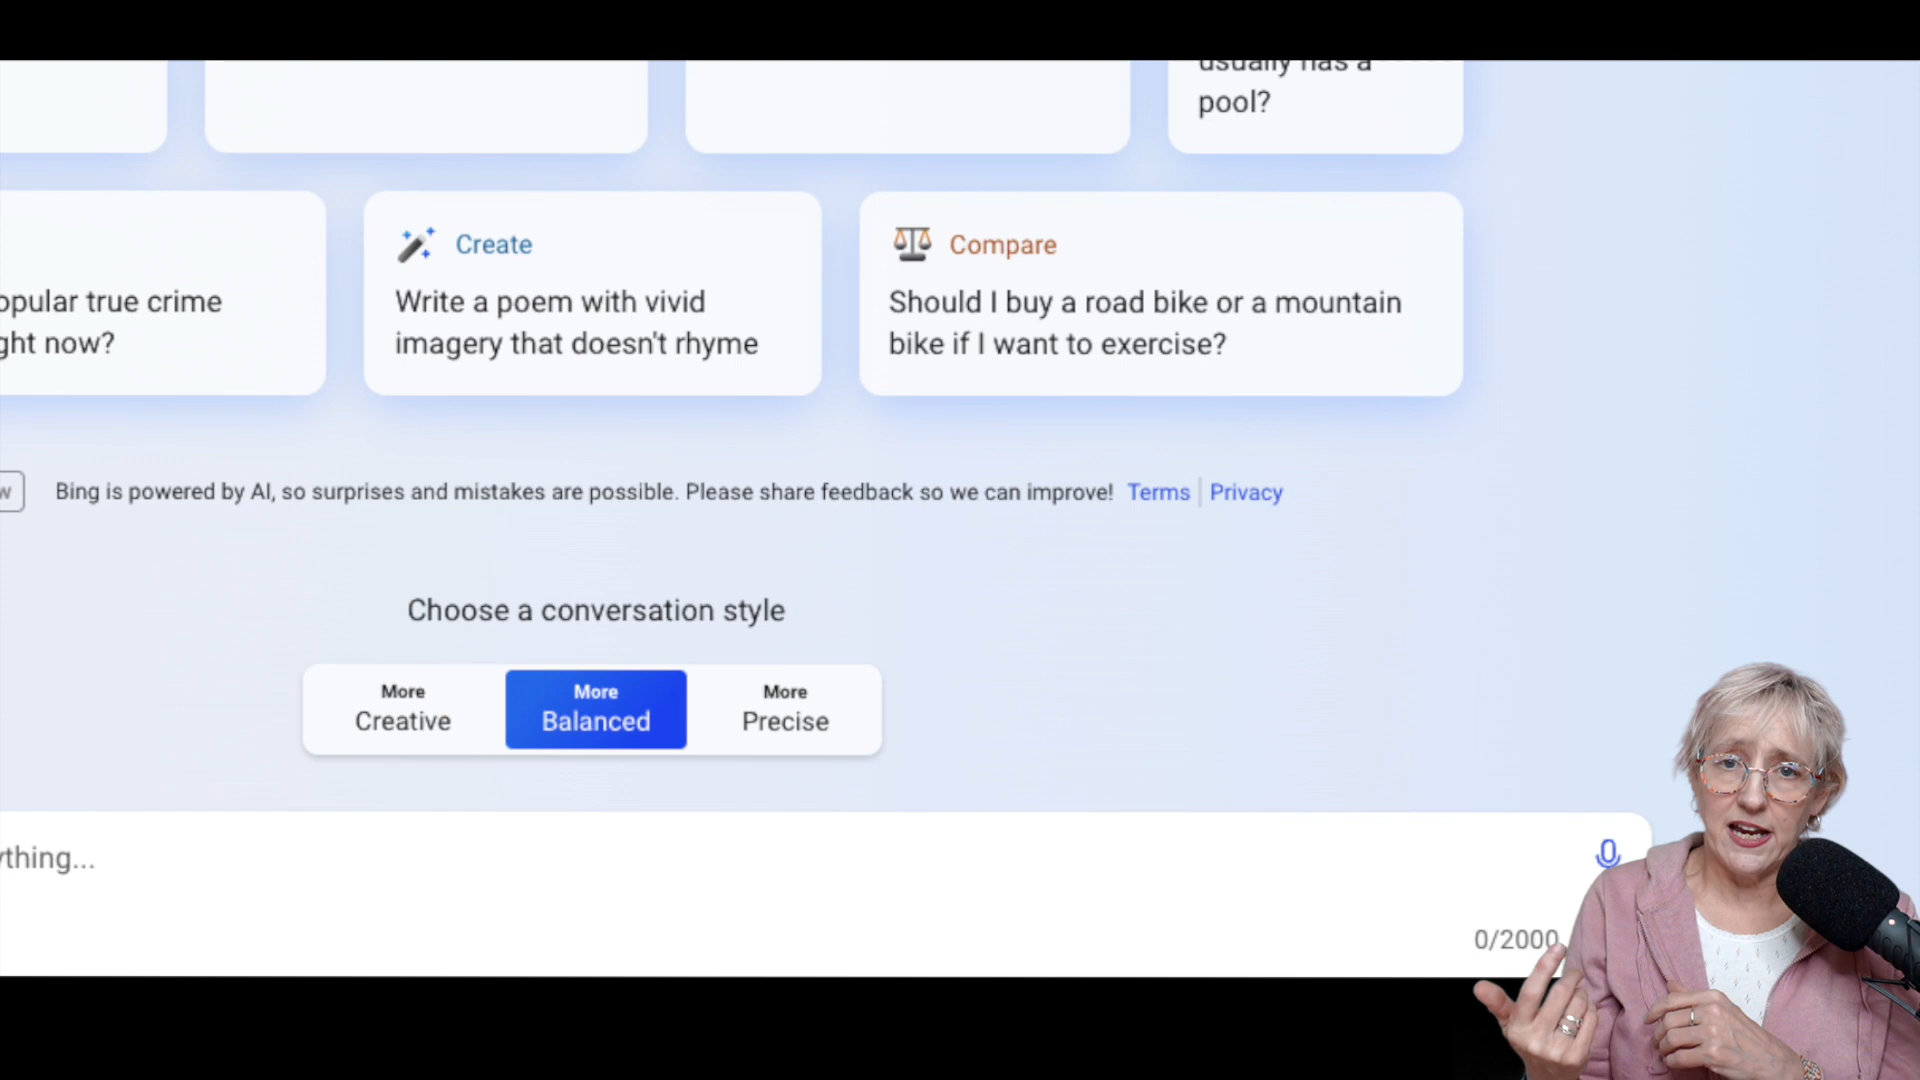 usually has a
pool?
Create
Write a poem with vivid
imagery that doesn't rhyme
Compare
Should I buy a road bike or a mountain
bike if I want to exercise?
opular true crime
ght now?
w
Bing is powered by AI, so surprises and mistakes are possible. Please share feedback so we can improve! Terms | Privacy
Choose a conversation style
More
Creative
More
Balanced
More
Precise
ything...
0/2000